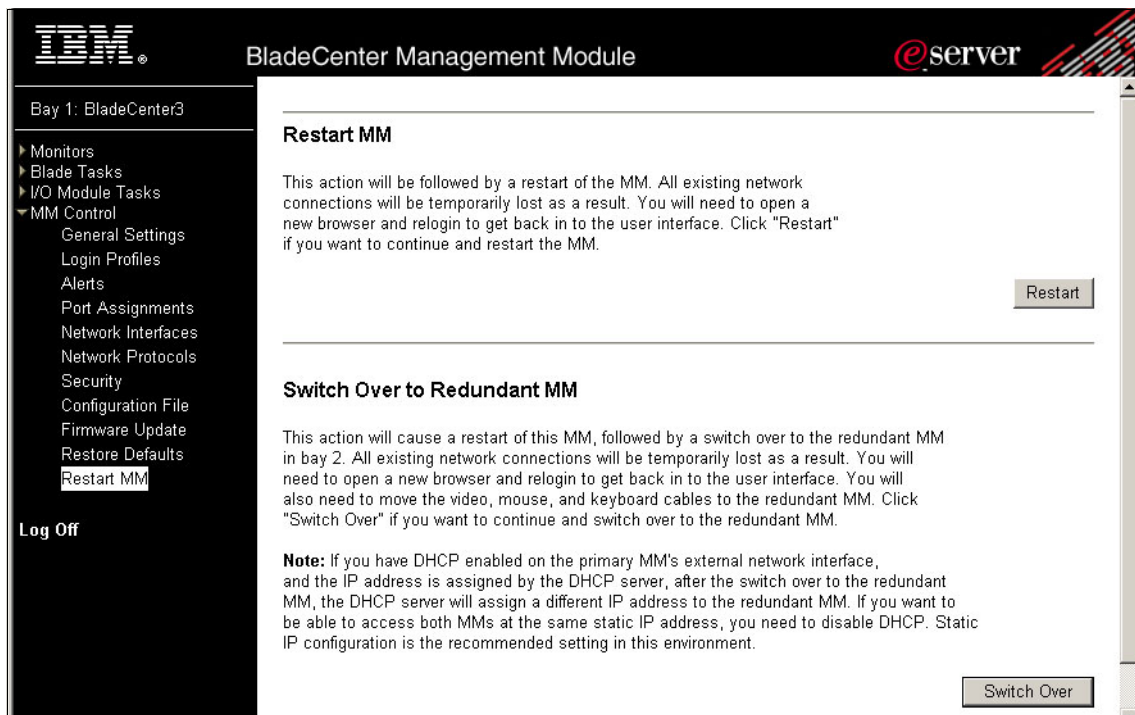 IBM®
BladeCenter Management Module
e server
Bay 1: BladeCenter3
Monitors
Blade Tasks
I/O Module Tasks
MM Control
General Settings
Login Profiles
Alerts
Port Assignments
Network Interfaces
Network Protocols
Security
Configuration File
Firmware Update
Restore Defaults
Restart MM
Log Off
Restart MM
This action will be followed by a restart of the MM. All existing network
connections will be temporarily lost as a result. You will need to open a
new browser and relogin to get back in to the user interface. Click "Restart"
if you want to continue and restart the MM.
Restart
Switch Over to Redundant MM
This action will cause a restart of this MM, followed by a switch over to the redundant MM
in bay 2. All existing network connections will be temporarily lost as a result. You will
need to open a new browser and relogin to get back in to the user interface. You will
also need to move the video, mouse, and keyboard cables to the redundant MM. Click
"Switch Over" if you want to continue and switch over to the redundant MM.
Note: If you have DHCP enabled on the primary MM's external network interface,
and the IP address is assigned by the DHCP server, after the switch over to the redundant
MM, the DHCP server will assign a different IP address to the redundant MM. If you want to
be able to access both MMs at the same static IP address, you need to disable DHCP. Static
IP configuration is the recommended setting in this environment.
Switch Over